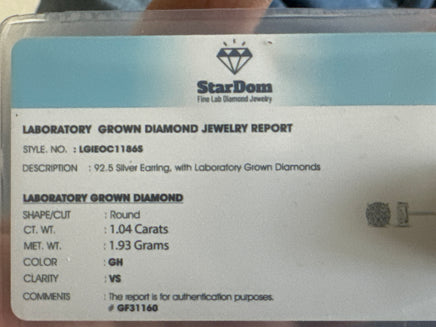 StarDom
Fine Lab Diamond Jewelry
LABORATORY GROWN DIAMOND JEWELRY REPORT
STYLE. NO. : LGIEOC1186S
DESCRIPTION : 92.5 Silver Earring, with Laboratory Grown Diamonds
LABORATORY GROWN DIAMOND
SHAPE/CUT : Round
CT. WT. : 1.04 Carats
MET. WT. : 1.93 Grams
COLOR : GH
CLARITY : VS
COMMENTS : The report is for authentication purposes.
# GF31160